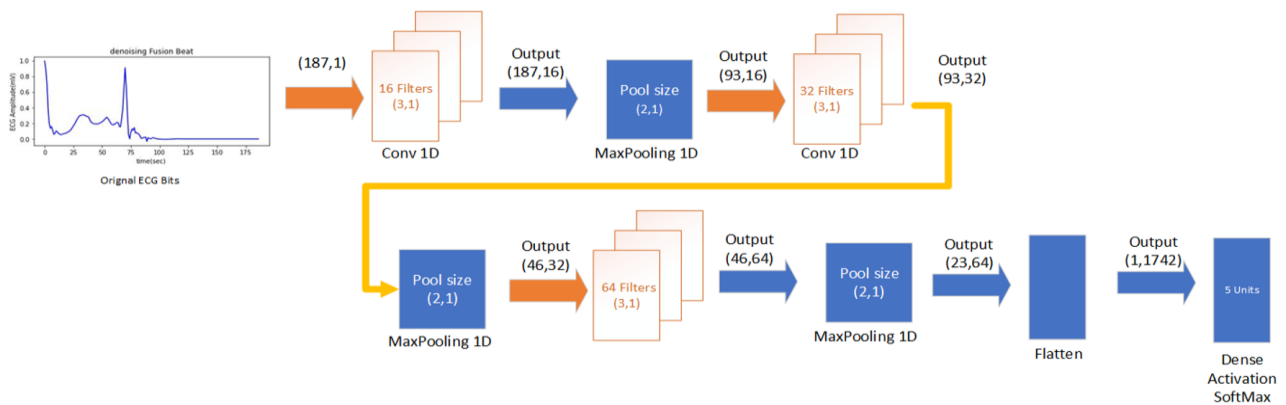 denoising Fusion Beat
ECG Amplitude(mV)
1.0
0.8
0.6
0.4
0.2
0.0
0
25
50
75
100
125
150
175
time(sec)
Orignal ECG Bits
(187,1)
16 Filters
(3,1)
Conv 1D
Output
(187,16)
Pool size
(2,1)
MaxPooling 1D
Output
(93,16)
32 Filters
(3,1)
Conv 1D
Output
(93,32)
Pool size
(2,1)
MaxPooling 1D
Output
(46,32)
64 Filters
(3,1)
Output
(46,64)
Pool size
(2,1)
MaxPooling 1D
Output
(23,64)
Flatten
Output
(1,1742)
5 Units
Dense
Activation
SoftMax